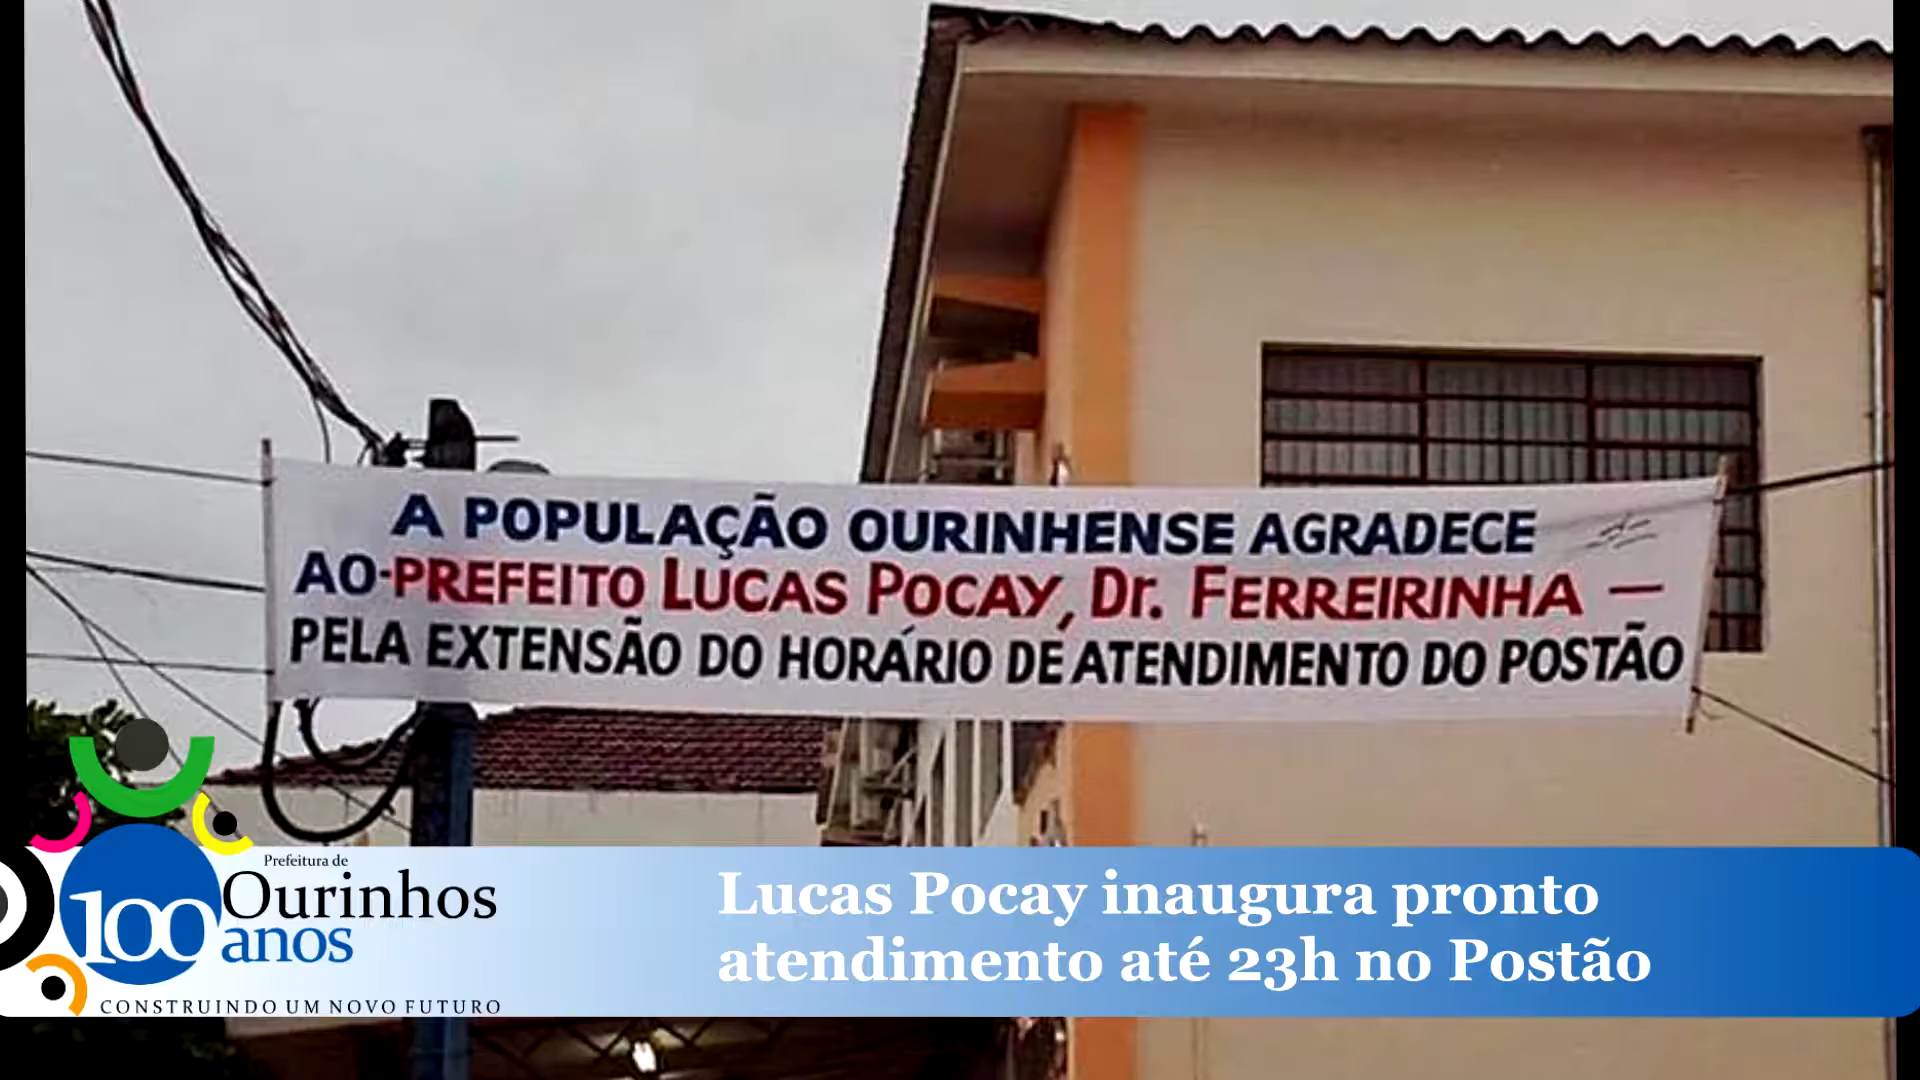 A POPULAÇÃO OURINHENSE AGRADECE
AO-PREFEITO LUCAS POCAY, Dr. FERREIRINHA —
PELA EXTENSÃO DO HORÁRIO DE ATENDIMENTO DO POSTÃO
Prefeitura de
Ourinhos
100 anos
CONSTRUINDO UM NOVO FUTURO
Lucas Pocay inaugura pronto
atendimento até 23h no Postão